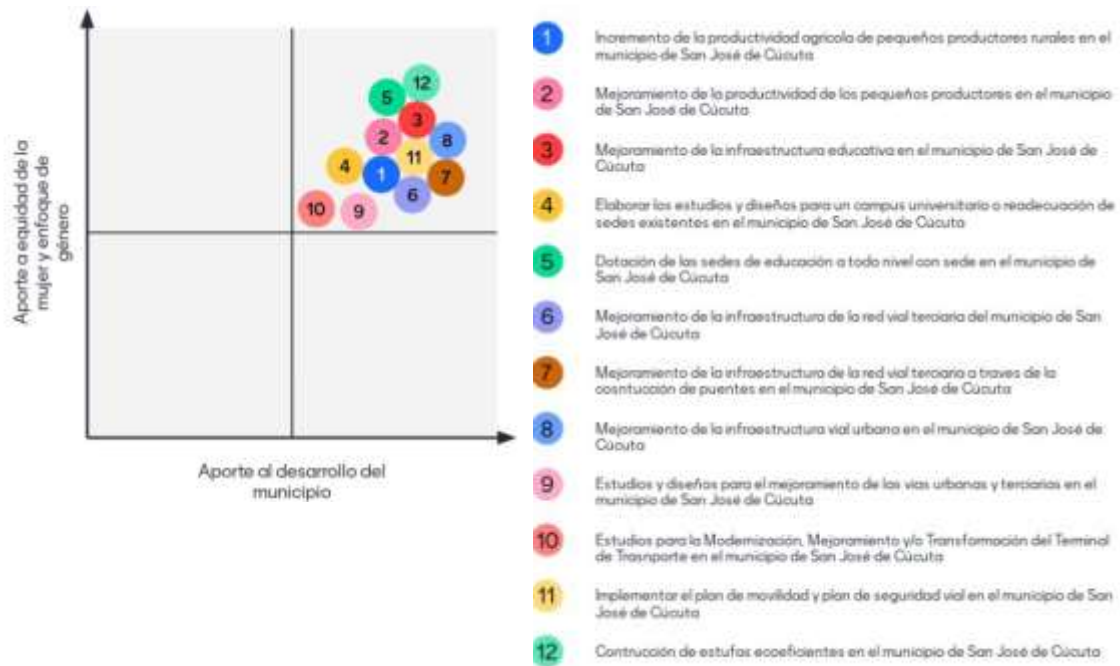 Aporte a equidad de la
mujer y enfoque de
género
12
5
3
2
8
11
4
1
7
6
10
9
Aporte al desarrollo del
municipio
1
Incremento de la productividad agrícola de pequeños productores rurales en el
municipio de San José de Cúcuta
2
Mejoramiento de la productividad de los pequeños productores en el municipio
de San José de Cúcuta
3
Mejoramiento de la infraestructura educativa en el municipio de San José de
Cúcuta
4
Elaborar los estudios y diseños para un campus universitario o readecuación de
sedes existentes en el municipio de San José de Cúcuta
5
Dotación de las sedes de educación a todo nivel con sede en el municipio de
San José de Cúcuta
6
Mejoramiento de la infraestructura de la red vial terciaria del municipio de San
José de Cúcuta
7
Mejoramiento de la infraestructura de la red vial terciaria a traves de la
cosntucción de puentes en el municipio de San José de Cúcuta
8
Mejoramiento de la infraestructura vial urbana en el municipio de San José de
Cúcuta
9
Estudios y diseños para el mejoramiento de las vias urbanas y terciarias en el
municipio de San José de Cúcuta
10
Estudios para la Modernización, Mejoramiento y/o Transformación del Terminal
de Trasnporte en el municipio de San José de Cúcuta
11
Implementar el plan de movilidad y plan de seguridad vial en el municipio de San
José de Cúcuta
12
Contrucción de estufas ecoeficientes en el municipio de San José de Cúcuta